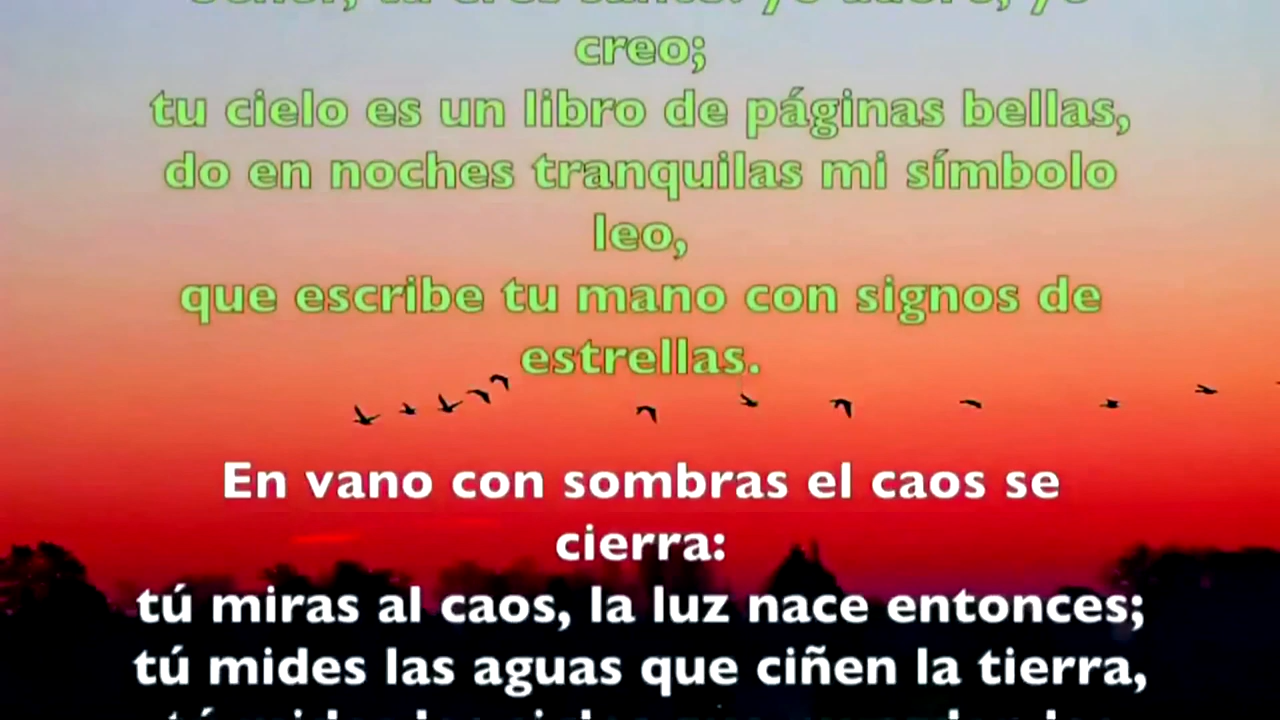 creo;
tu cielo es un libro de páginas bellas,
do en noches tranquilas mi símbolo
leo,
que escribe tu mano con signos de
estrellas.
En vano con sombras el caos se
cierra:
tú miras al caos, la luz nace entonces;
tú mides las aguas que ciñen la tierra,